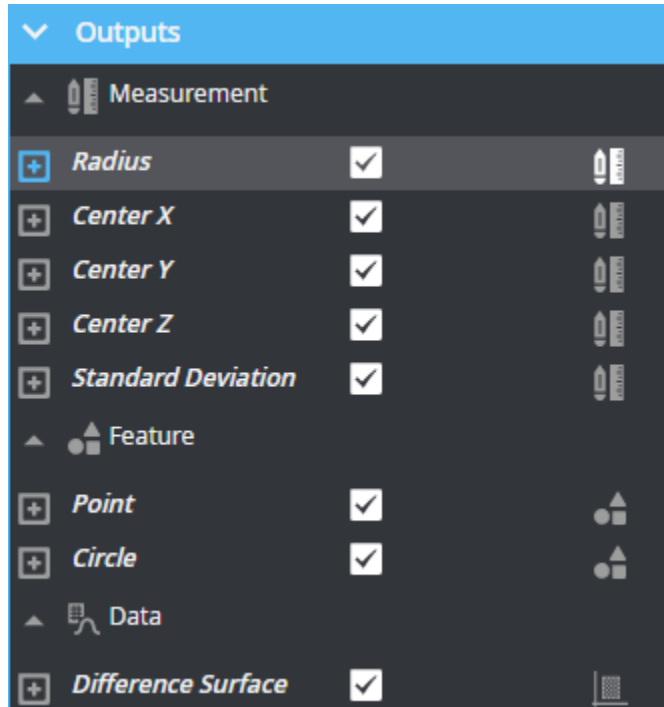 Outputs
Measurement
Radius
Center X
Center Y
Center Z
Standard Deviation
Feature
Point
Circle
Data
Difference Surface